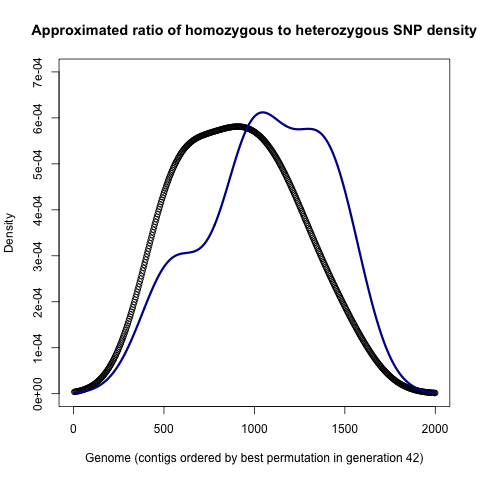 Approximated ratio of homozygous to heterozygous SNP density
7e-04
6e-04
5e-04
4e-04
3e-04
2e-04
1e-04
0e+00
Density
0 500 1000 1500 2000
Genome (contigs ordered by best permutation in generation 42)